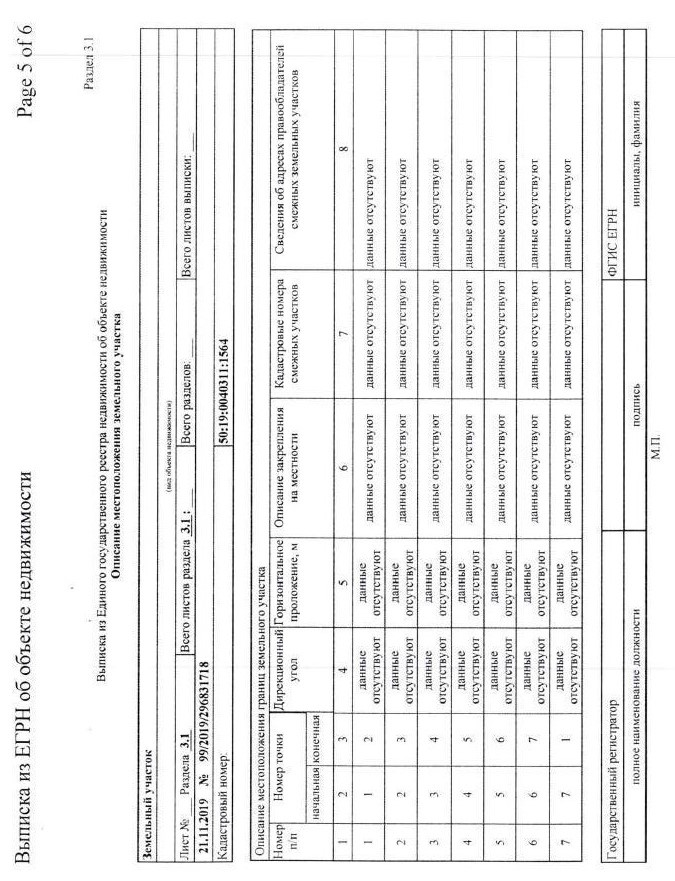 Выписка из ЕГРН об объекте недвижимости
Page 5 of 6
Раздел 3.1
Выписка из Единого государственного реестра недвижимости об объекте недвижимости
Описание местоположения земельного участка
Земельный участок
(вид объекта недвижимости)
Лист № ___ Раздела 3.1 Всего листов раздела 3.1 : ___ Всего разделов: ___ Всего листов выписки: ___
21.11.2019 № 99/2019/296831718
Кадастровый номер: 50:19:0040311:1564
Описание местоположения границ земельного участка
Номер п/п Номер точки Дирекционный угол Горизонтальное проложение, м Описание закрепления на местности Кадастровые номера смежных участков Сведения об адресах правообладателей смежных земельных участков
начальная конечная
1 2 3 4 5 6 7 8
1 1 2 данные отсутствуют данные отсутствуют данные отсутствуют данные отсутствуют данные отсутствуют
2 2 3 данные отсутствуют данные отсутствуют данные отсутствуют данные отсутствуют данные отсутствуют
3 3 4 данные отсутствуют данные отсутствуют данные отсутствуют данные отсутствуют данные отсутствуют
4 4 5 данные отсутствуют данные отсутствуют данные отсутствуют данные отсутствуют данные отсутствуют
5 5 6 данные отсутствуют данные отсутствуют данные отсутствуют данные отсутствуют данные отсутствуют
6 6 7 данные отсутствуют данные отсутствуют данные отсутствуют данные отсутствуют данные отсутствуют
7 7 1 данные отсутствуют данные отсутствуют данные отсутствуют данные отсутствуют данные отсутствуют
Государственный регистратор ФГИС ЕГРН
полное наименование должности подпись инициалы, фамилия
М.П.